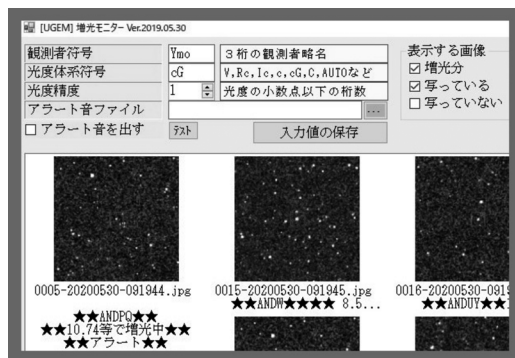 [UGEM] 増光モニター Ver.2019.05.30
観測者符号 Ymo 3桁の観測者略名
光度体系符号 cG V,Rc,Ic,c,cG,C,AUTOなど
光度精度 1 光度の小数点以下の桁数
アラート音ファイル ...
アラート音を出す テスト 入力値の保存
表示する画像
増光分
写っている
写っていない
0005-20200530-091944.jpg
★★ANDPQ★★
★★10.74等で増光中★★
★★アラート★★
0015-20200530-091945.jpg
★★ANDW★★★★ 8.5...
0016-20200530-091
★★ANDUY★★